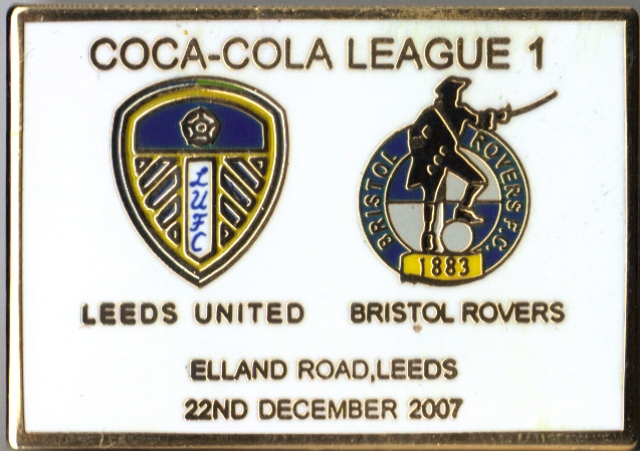 COCA-COLA LEAGUE 1
LUFC
BRISTOL ROVERS F.C.
1883
LEEDS UNITED
BRISTOL ROVERS
ELLAND ROAD,LEEDS
22ND DECEMBER 2007